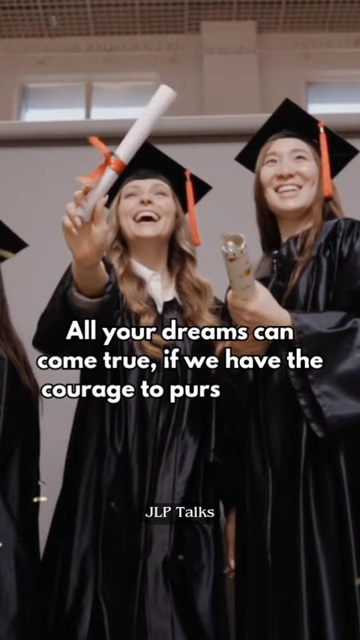 All your dreams can
come true, if we have the
courage to purs
JLP Talks